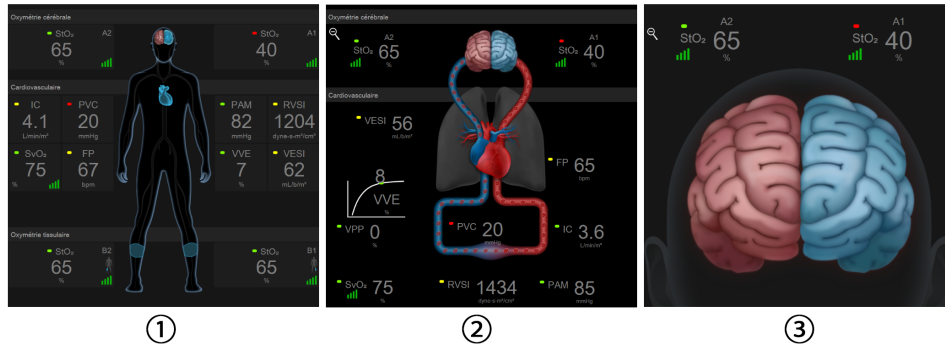 Oxymétrie cérébrale
A2
StO₂
65
%
A1
StO₂
40
%
Cardiovasculaire
IC
4.1
L/min/m²
PVC
20
mmHg
PAM
82
mmHg
RVSI
1204
dyne-s-m²/cm⁵
SvO₂
75
%
FP
67
bpm
VVE
7
%
VESI
62
mL/b/m²
Oxymétrie tissulaire
B2
StO₂
65
%
B1
StO₂
65
%
Oxymétrie cérébrale
A2
StO₂ 65
%
A1
StO₂ 40
%
Cardiovasculaire
VESI 56
mL/b/m²
FP 65
bpm
8
VVE
%
VPP 0
%
PVC 20
mmHg
IC 3.6
L/min/m²
SvO₂ 75
%
RVSI 1434
dyne-s-m²/cm⁵
PAM 85
mmHg
A2
StO₂ 65
%
A1
StO₂ 40
%
① ② ③